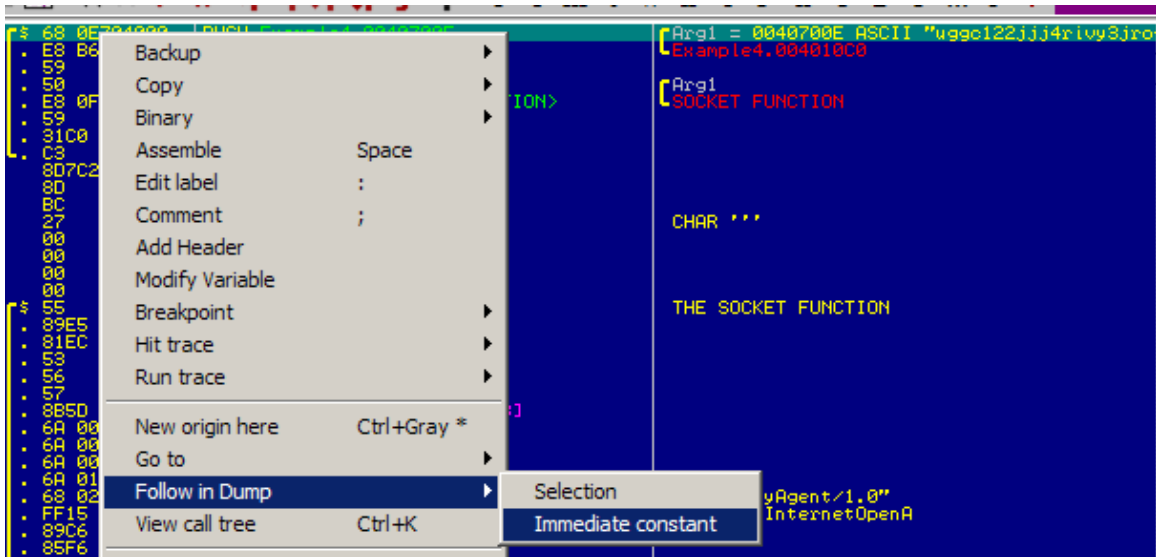 $ 68 0E704000 PUSH Example4.0040700E Arg1 = 0040700E ASCII "uggc122jjj4rivy3jro
. E8 B6 Example4.004010C0
. 59
. 50 Arg1
. E8 0F ION> SOCKET FUNCTION
. 59
. 31C0
. C3
8D7C2
8D
BC
27 CHAR '''
00
00
00
00
$ 55 THE SOCKET FUNCTION
. 89E5
. 81EC
. 53
. 56
. 57
. 8B5D :]
. 6A 00
. 6A 00
. 6A 00
. 6A 01
. 68 02 yAgent/1.0"
. FF15 InternetOpenA
. 89C6
. 85F6
Backup
Copy
Binary
Assemble Space
Edit label :
Comment ;
Add Header
Modify Variable
Breakpoint
Hit trace
Run trace
New origin here Ctrl+Gray *
Go to
Follow in Dump
View call tree Ctrl+K
Selection
Immediate constant